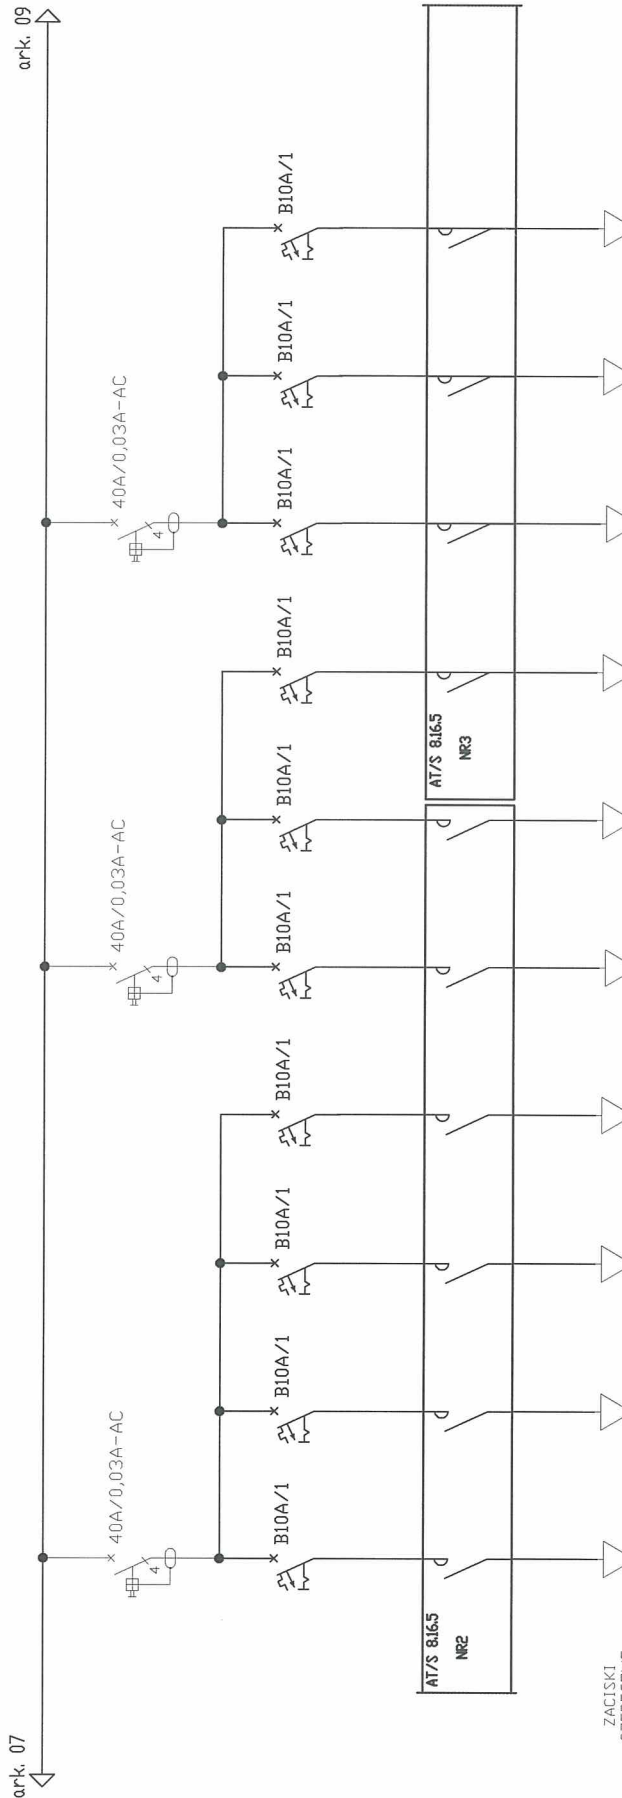 ark. 07
ark. 09
40A/0,03A-AC
4
40A/0,03A-AC
4
40A/0,03A-AC
4
B10A/1
B10A/1
B10A/1
B10A/1
B10A/1
B10A/1
B10A/1
B10A/1
B10A/1
B10A/1
AT/S 8.16.5
NR2
AT/S 8.16.5
NR3
ZACISKI